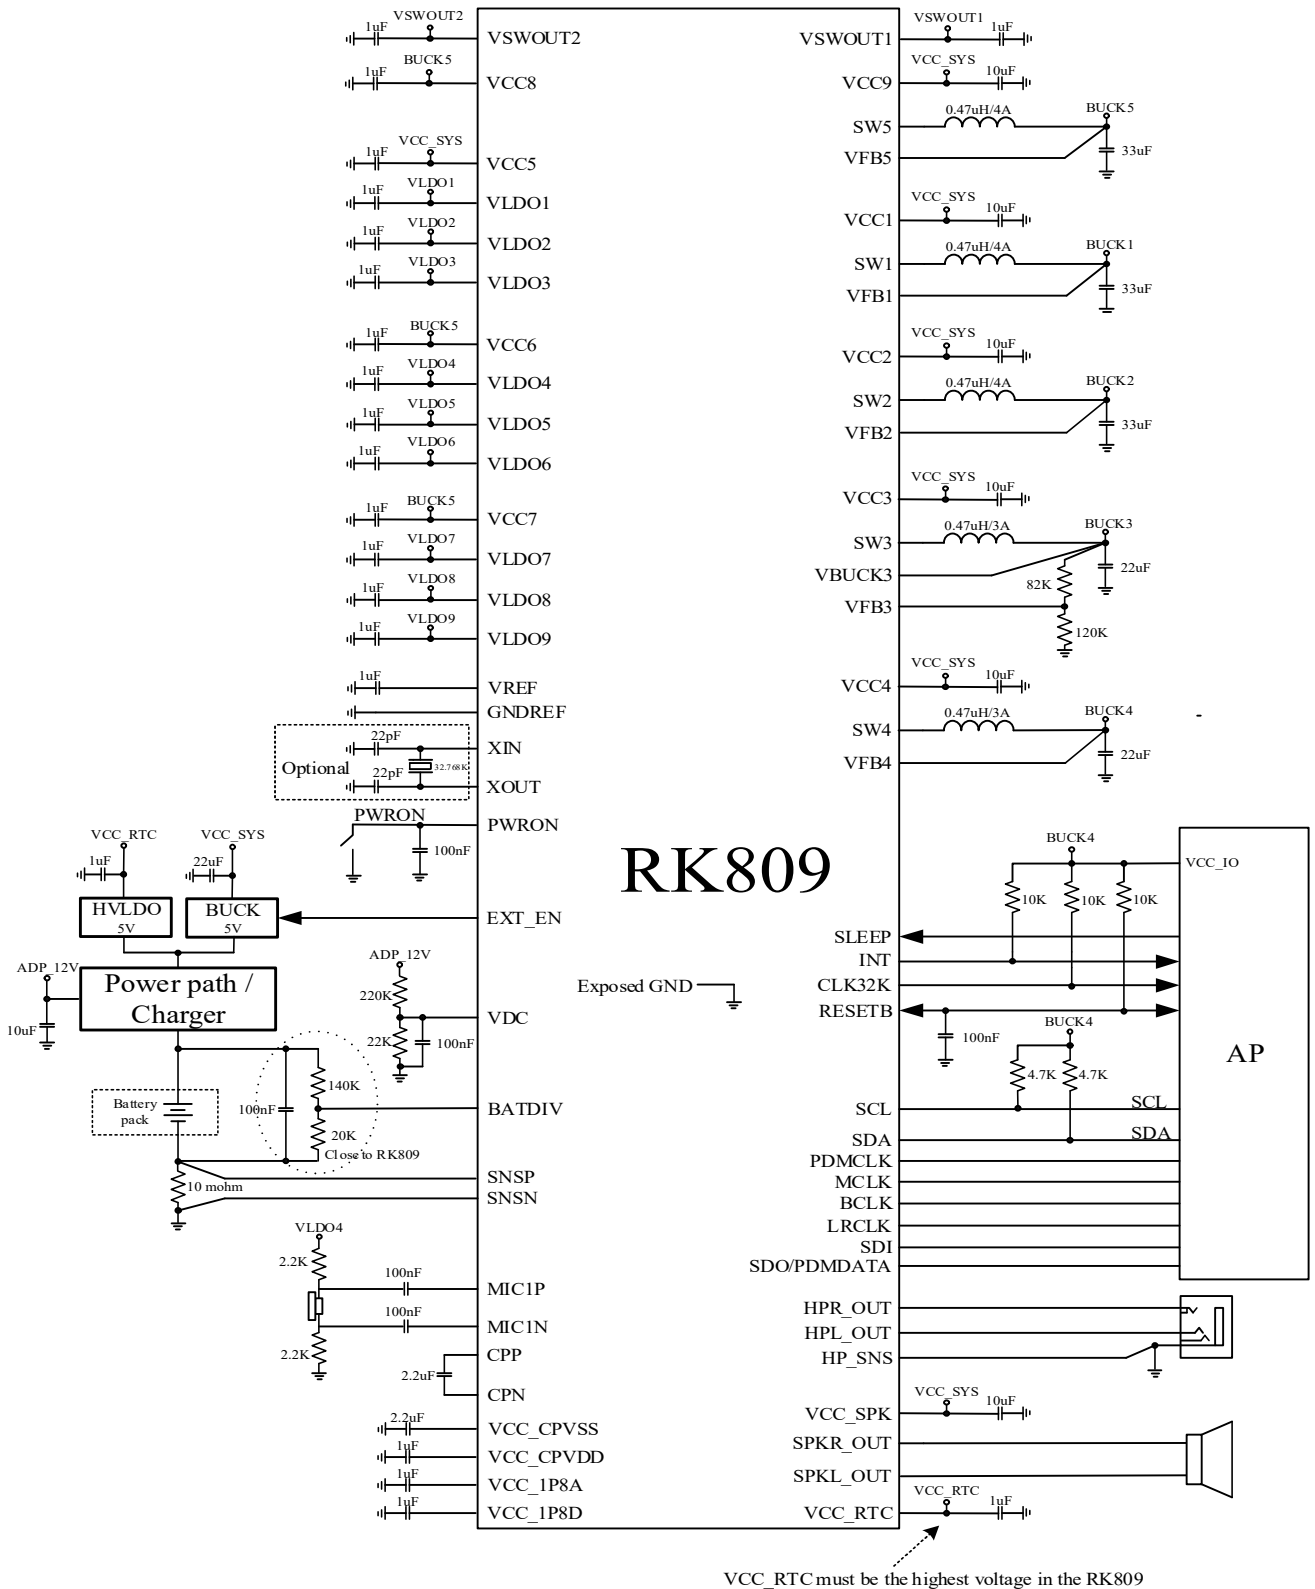 VSWOUT2
1uF
VSWOUT2
BUCK5
1uF
VCC8
VCC_SYS
1uF
VCC5
VLDO1
1uF
VLDO1
VLDO2
1uF
VLDO2
VLDO3
1uF
VLDO3
BUCK5
1uF
VCC6
VLDO4
1uF
VLDO4
VLDO5
1uF
VLDO5
VLDO6
1uF
VLDO6
BUCK5
1uF
VCC7
VLDO7
1uF
VLDO7
VLDO8
1uF
VLDO8
VLDO9
1uF
VLDO9
1uF
VREF
GNDREF
22pF
XIN
Optional
32.768K
22pF
XOUT
PWRON
PWRON
100nF
VCC_RTC
VCC_SYS
1uF
22uF
HVLDO
5V
BUCK
5V
EXT_EN
ADP_12V
ADP_12V
Power path /
Charger
220K
10uF
VDC
22K
100nF
140K
Battery
pack
100nF
BATDIV
20K
Close to RK809
SNSP
10 mohm
SNSN
VLDO4
2.2K
100nF
MIC1P
100nF
MIC1N
2.2K
CPP
2.2uF
CPN
2.2uF
VCC_CPVSS
1uF
VCC_CPVDD
1uF
VCC_1P8A
1uF
VCC_1P8D
RK809
Exposed GND
VSWOUT1
1uF
VSWOUT1
VCC_SYS
10uF
VCC9
0.47uH/4A
BUCK5
SW5
VFB5
33uF
VCC_SYS
10uF
VCC1
0.47uH/4A
BUCK1
SW1
VFB1
33uF
VCC_SYS
10uF
VCC2
0.47uH/4A
BUCK2
SW2
VFB2
33uF
VCC_SYS
10uF
VCC3
0.47uH/3A
BUCK3
SW3
VBUCK3
22uF
82K
VFB3
120K
VCC_SYS
10uF
VCC4
0.47uH/3A
BUCK4
SW4
VFB4
22uF
BUCK4
VCC_IO
10K
10K
10K
SLEEP
INT
CLK32K
RESETB
100nF
BUCK4
AP
4.7K
4.7K
SCL
SCL
SDA
SDA
PDMCLK
MCLK
BCLK
LRCLK
SDI
SDO/PDMDATA
HPR_OUT
HPL_OUT
HP_SNS
VCC_SYS
10uF
VCC_SPK
SPKR_OUT
SPKL_OUT
VCC_RTC
1uF
VCC_RTC
VCC_RTC must be the highest voltage in the RK809